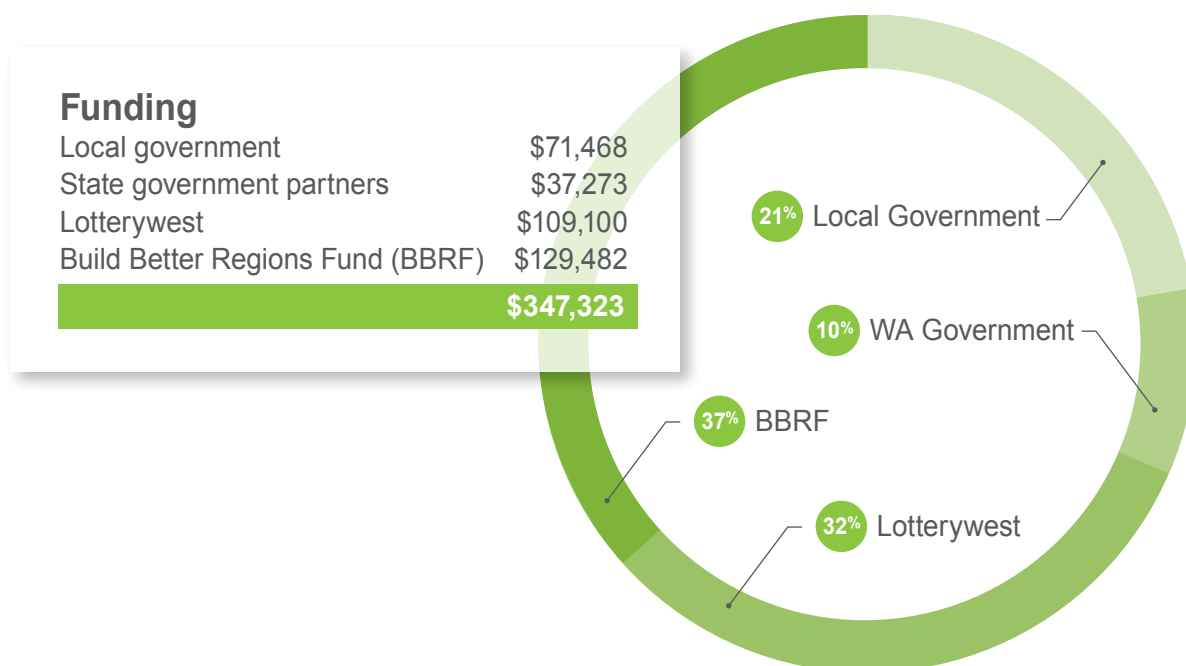 Funding
Local government $71,468
State government partners $37,273
Lotterywest $109,100
Build Better Regions Fund (BBRF) $129,482
$347,323
21% Local Government
10% WA Government
37% BBRF
32% Lotterywest